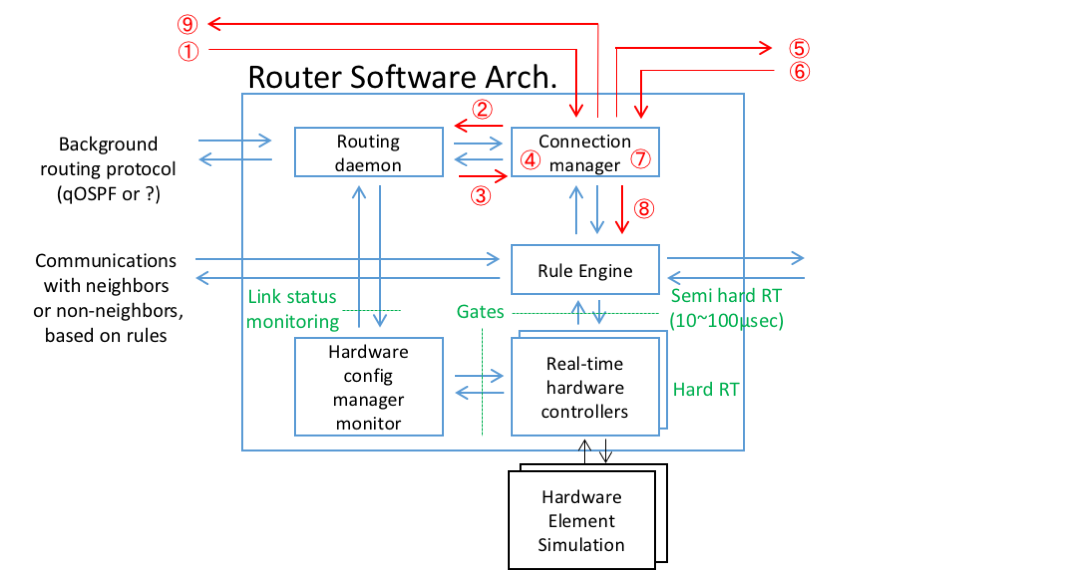 ⑨
①
⑤
⑥
Router Software Arch.
②
Background
routing protocol
(qOSPF or ?)
Routing
daemon
Connection
④ manager ⑦
③
⑧
Communications
with neighbors
or non-neighbors,
based on rules
Rule Engine
Link status
monitoring
Gates
Semi hard RT
(10~100μsec)
Hardware
config
manager
monitor
Real-time
hardware
controllers
Hard RT
Hardware
Element
Simulation